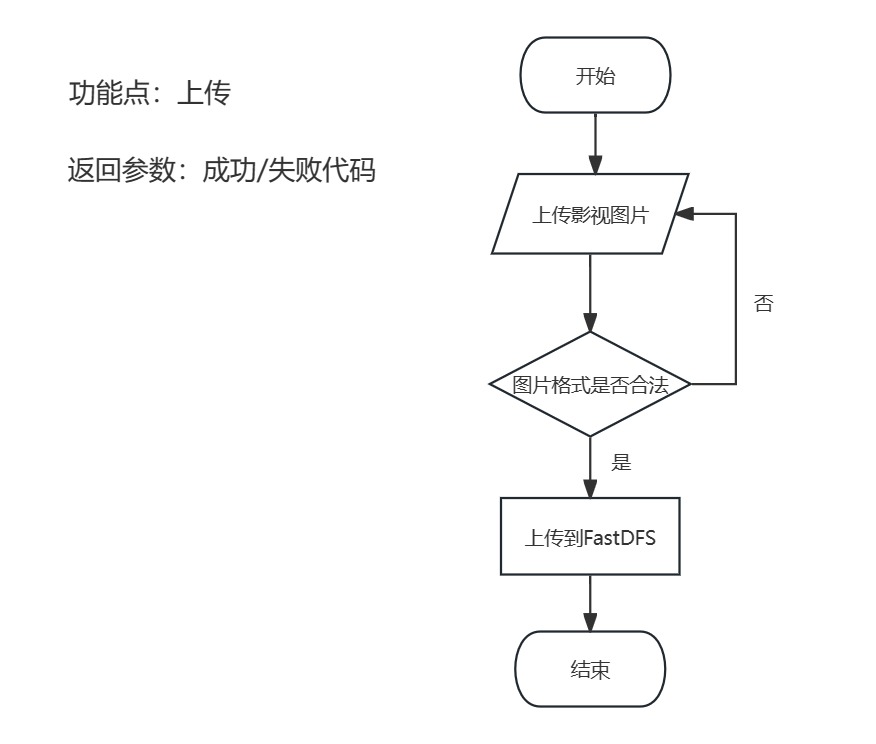 功能点：上传
返回参数：成功/失败代码
开始
上传影视图片
否
图片格式是否合法
是
上传到FastDFS
结束